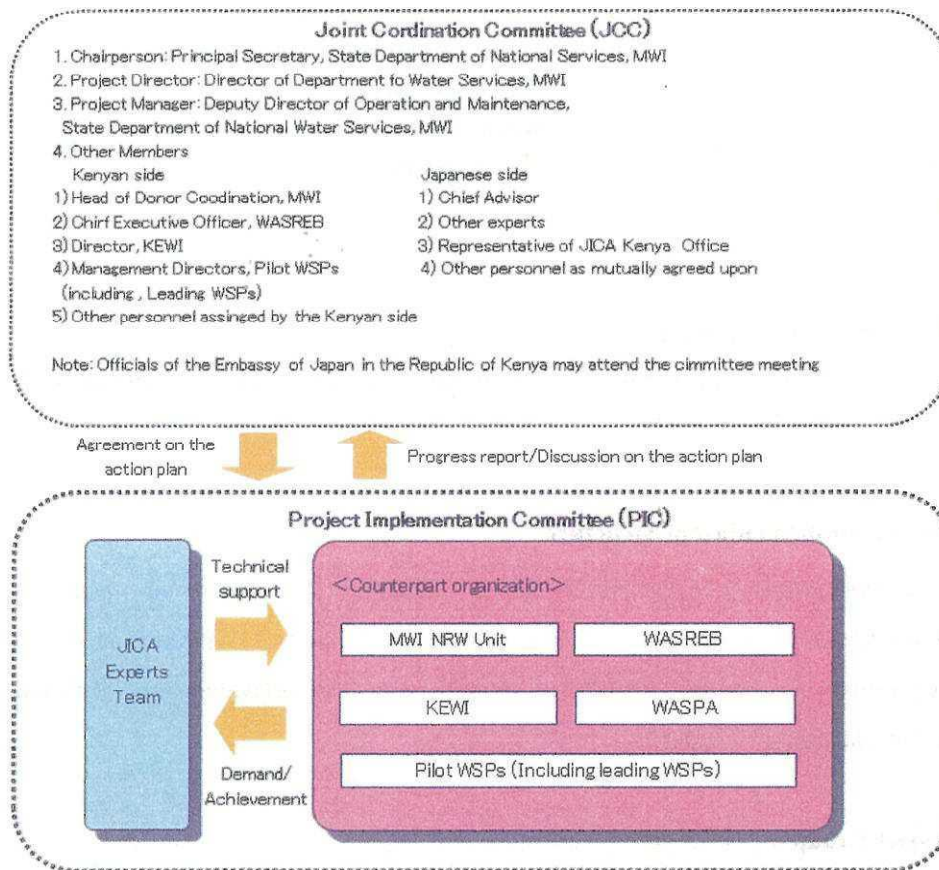 Joint Cordination Committee (JCC)
1. Chairperson: Principal Secretary, State Department of National Services, MWI
2. Project Director: Director of Department fo Water Services, MWI
3. Project Manager: Deputy Director of Operation and Maintenance,
State Department of National Water Services, MWI
4. Other Members
Kenyan side
1) Head of Donor Coodination, MWI
2) Chirf Executive Officer, WASREB
3) Director, KEWI
4) Management Directors, Pilot WSPs
(including , Leading WSPs)
5) Other personnel assinged by the Kenyan side
Japanese side
1) Chief Advisor
2) Other experts
3) Representative of JICA Kenya Office
4) Other personnel as mutually agreed upon
Note: Officials of the Embassy of Japan in the Republic of Kenya may attend the cimmittee meeting
Agreement on the
action plan
Progress report/Discussion on the action plan
Project Implementation Committee (PIC)
JICA
Experts
Team
Technical
support
Demand/
Achievement
<Counterpart organization>
MWI NRW Unit
WASREB
KEWI
WASPA
Pilot WSPs (Including leading WSPs)